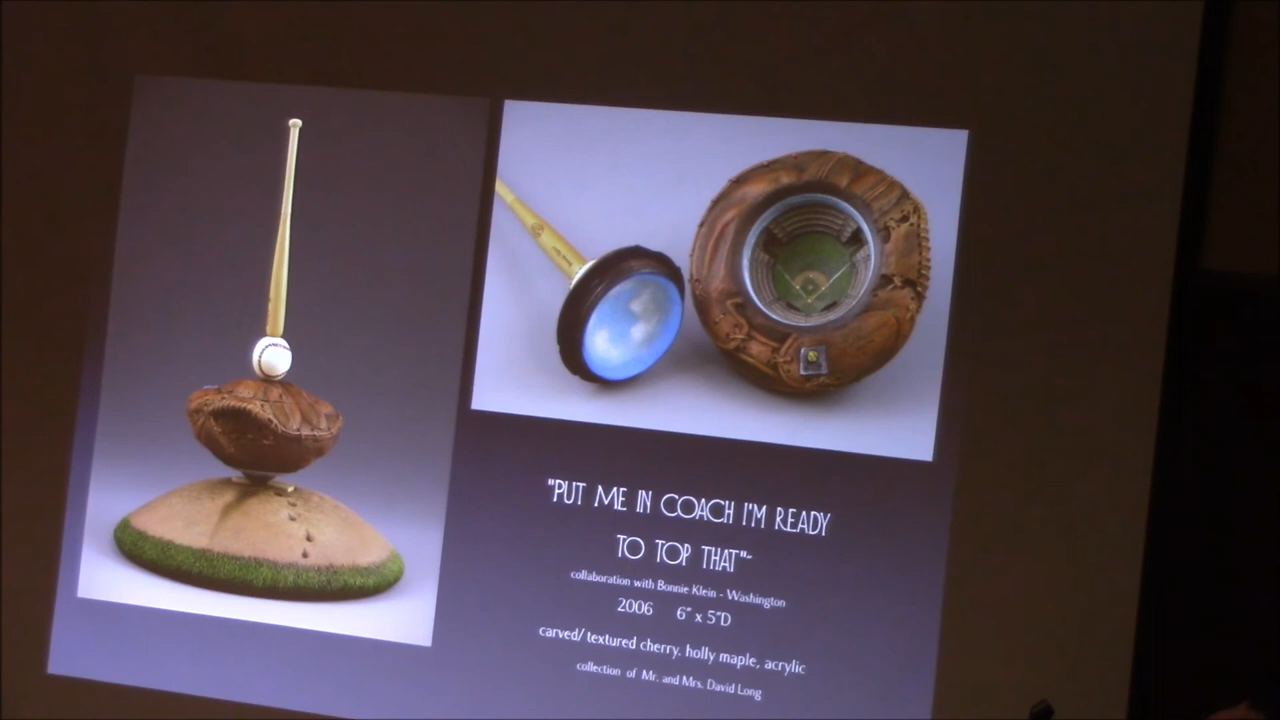 "PUT ME IN COACH I'M READY
TO TOP THAT"~
collaboration with Bonnie Klein - Washington
2006 6" x 5"D
carved/ textured cherry. holly maple, acrylic
collection of Mr. and Mrs. David Long